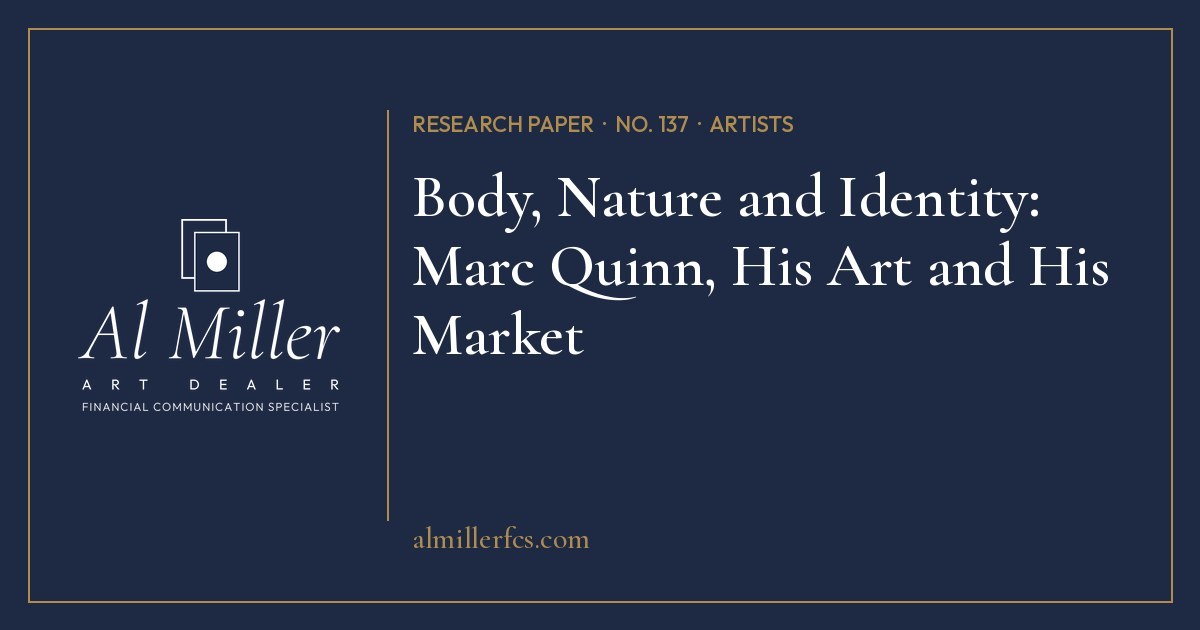 Al Miller
ART DEALER
FINANCIAL COMMUNICATION SPECIALIST
RESEARCH PAPER · NO. 137 · ARTISTS
Body, Nature and Identity:
Marc Quinn, His Art and His
Market
almillerfcs.com